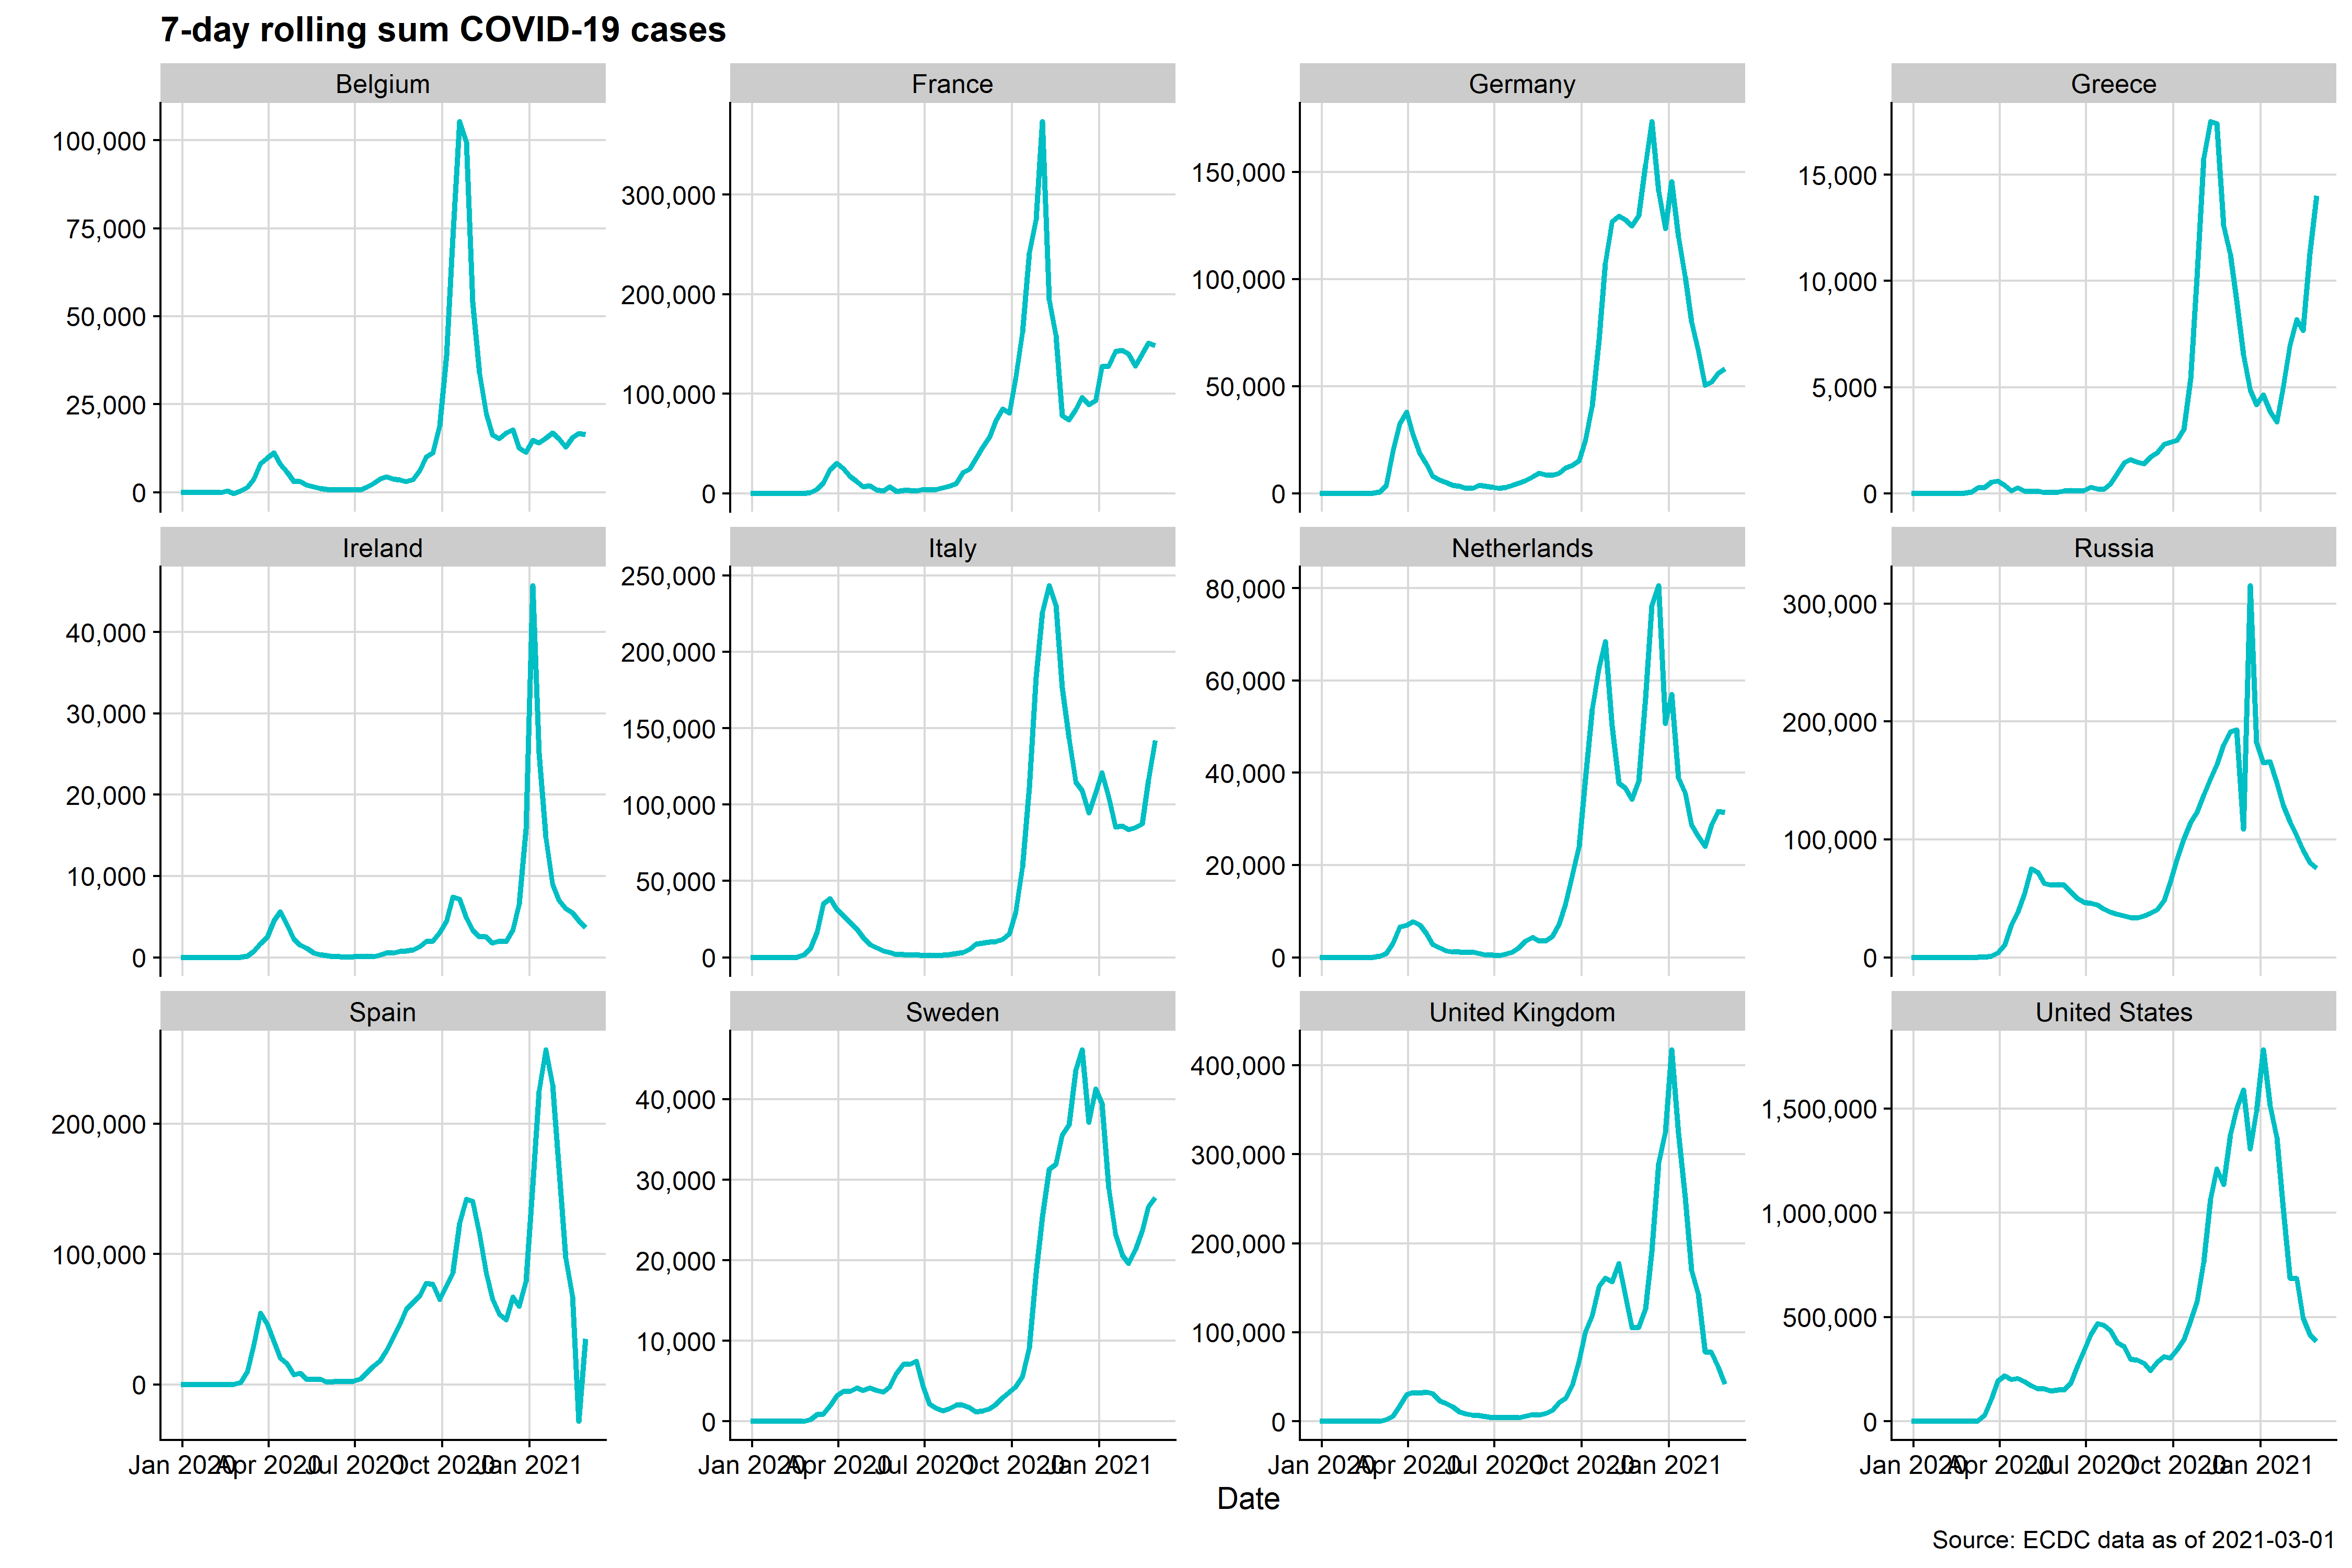 7-day rolling sum COVID-19 cases
Belgium
France
Germany
Greece
100,000
75,000
50,000
25,000
0
300,000
200,000
100,000
0
150,000
100,000
50,000
0
15,000
10,000
5,000
0
Ireland
Italy
Netherlands
Russia
40,000
30,000
20,000
10,000
0
250,000
200,000
150,000
100,000
50,000
0
80,000
60,000
40,000
20,000
0
300,000
200,000
100,000
0
Spain
Sweden
United Kingdom
United States
200,000
100,000
0
40,000
30,000
20,000
10,000
0
400,000
300,000
200,000
100,000
0
1,500,000
1,000,000
500,000
0
Jan 2020 Apr 2020 Jul 2020 Oct 2020 Jan 2021
Jan 2020 Apr 2020 Jul 2020 Oct 2020 Jan 2021
Jan 2020 Apr 2020 Jul 2020 Oct 2020 Jan 2021
Jan 2020 Apr 2020 Jul 2020 Oct 2020 Jan 2021
Date
Source: ECDC data as of 2021-03-01